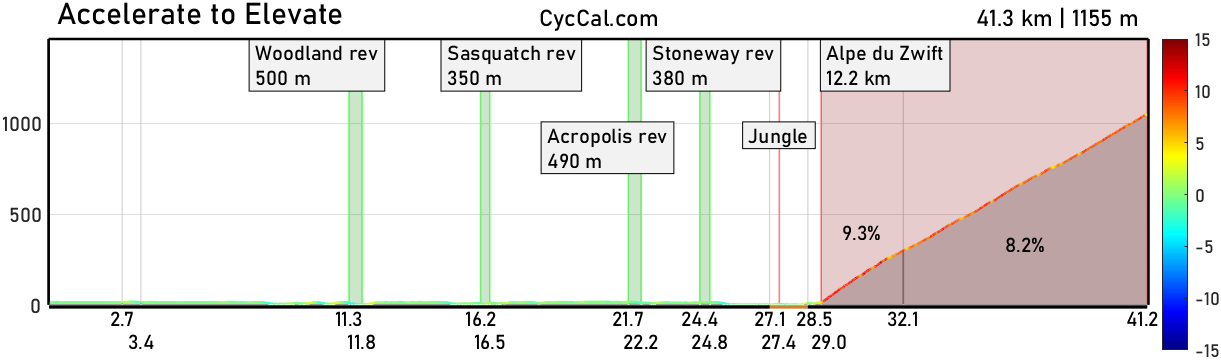 Accelerate to Elevate
CycCal.com
41.3 km | 1155 m
Woodland rev
500 m
Sasquatch rev
350 m
Stoneway rev
380 m
Alpe du Zwift
12.2 km
Acropolis rev
490 m
Jungle
9.3%
8.2%
1000
500
0
2.7
11.3
16.2
21.7
24.4
27.1
28.5
32.1
41.2
3.4
11.8
16.5
22.2
24.8
27.4
29.0
15
10
5
0
-5
-10
-15